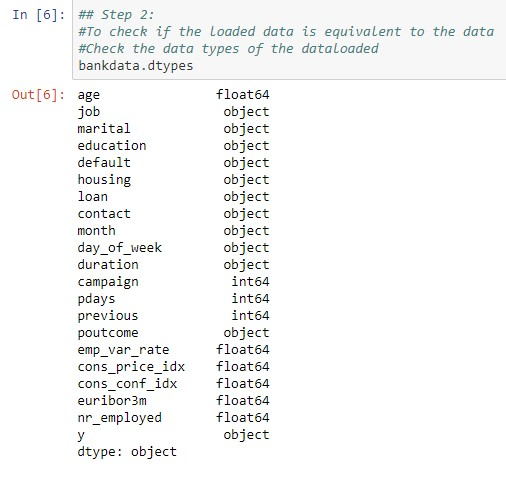 In [6]: ## Step 2:
#To check if the loaded data is equivalent to the data
#Check the data types of the dataloaded
bankdata.dtypes
Out[6]: age float64
job object
marital object
education object
default object
housing object
loan object
contact object
month object
day_of_week object
duration object
campaign int64
pdays int64
previous int64
poutcome object
emp_var_rate float64
cons_price_idx float64
cons_conf_idx float64
euribor3m float64
nr_employed float64
y object
dtype: object